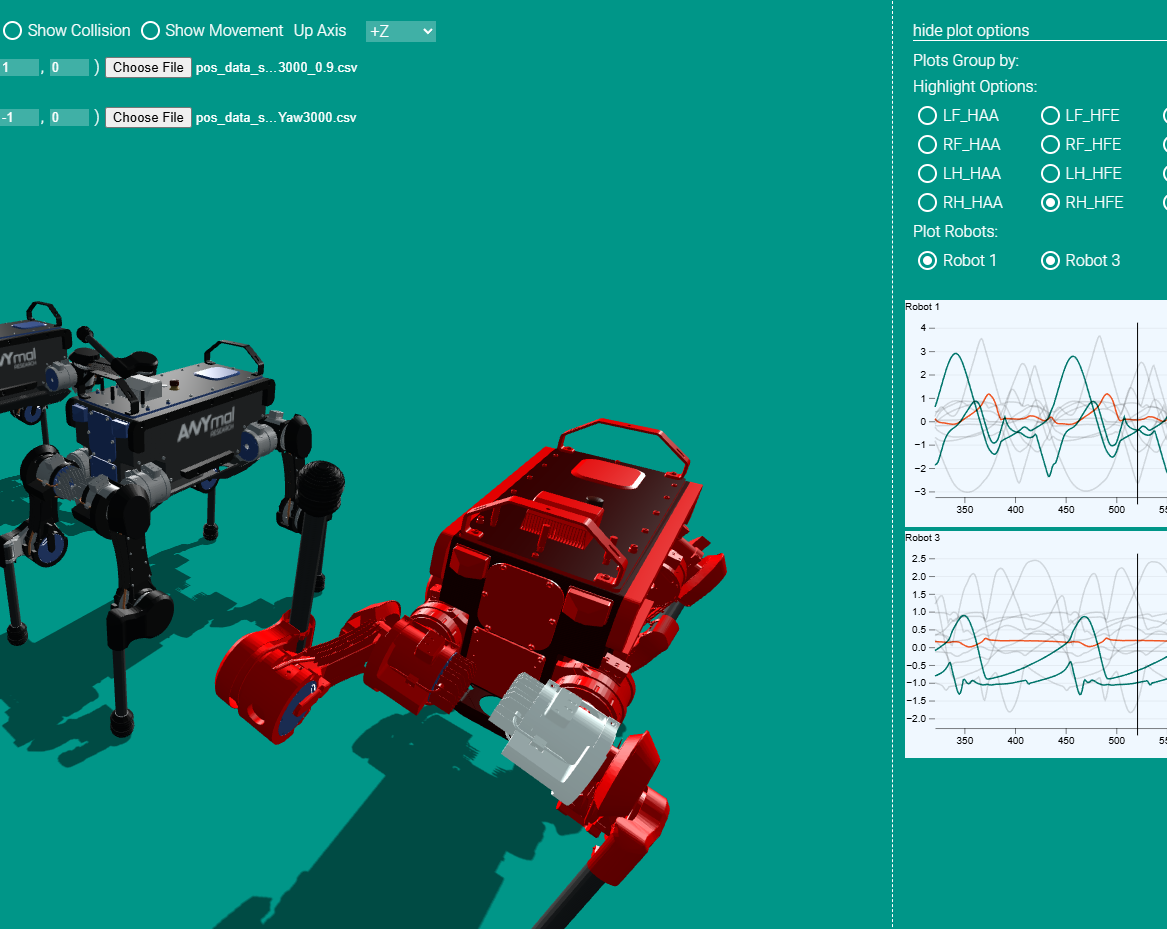 Show Collision Show Movement Up Axis +Z
1 , 0 ) Choose File pos_data_s...3000_0.9.csv
-1 , 0 ) Choose File pos_data_s...Yaw3000.csv
ANYmal
RESEARCH
ANYmal
RESEARCH
hide plot options
Plots Group by:
Highlight Options:
LF_HAA LF_HFE
RF_HAA RF_HFE
LH_HAA LH_HFE
RH_HAA RH_HFE
Plot Robots:
Robot 1 Robot 3
Robot 1
4
3
2
1
0
−1
−2
−3
350 400 450 500
Robot 3
2.5
2.0
1.5
1.0
0.5
0.0
−0.5
−1.0
−1.5
−2.0
350 400 450 500